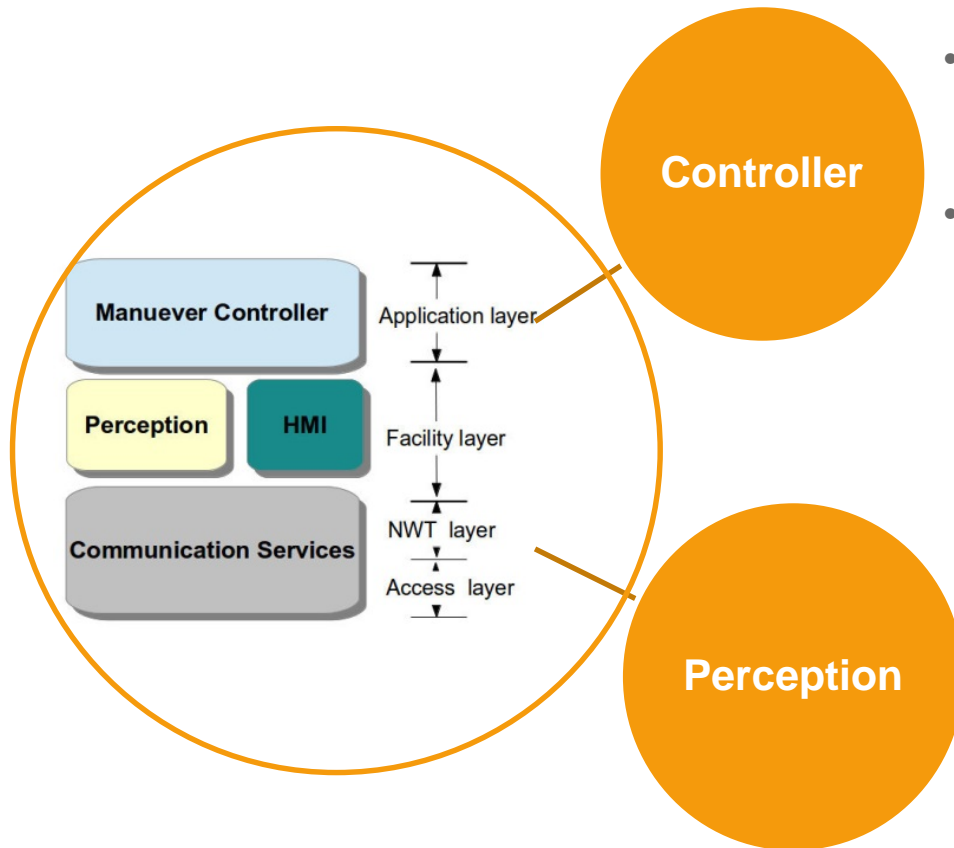 Controller
•
•
Manuever Controller
Application layer
Perception
HMI
Facility layer
NWT layer
Communication Services
Access layer
Perception